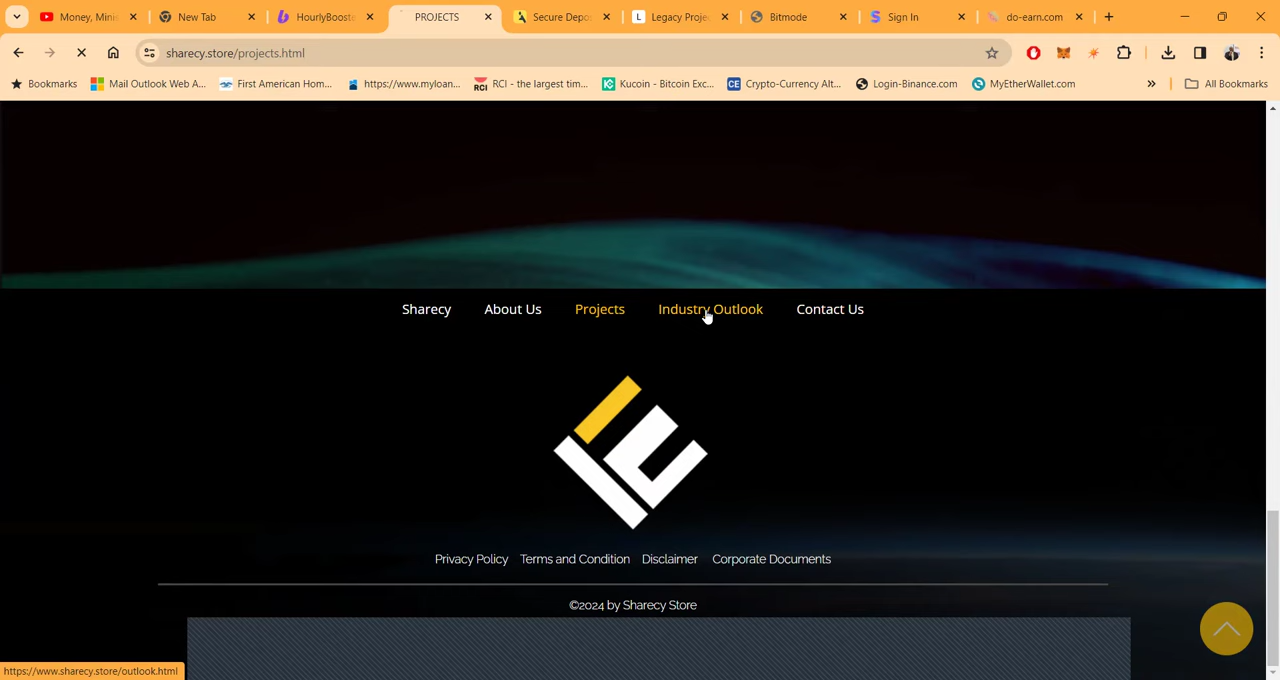 Money, Mini
New Tab
HourlyBoost
PROJECTS
Secure Depo
Legacy Proje
Bitmode
Sign In
do-earn.com
sharecy.store/projects.html
Bookmarks
Mail Outlook Web A...
First American Hom...
https://www.myloan...
RCI
RCI - the largest tim...
Kucoin - Bitcoin Exc...
CE
Crypto-Currency Alt...
Login-Binance.com
MyEtherWallet.com
All Bookmarks
Sharecy
About Us
Projects
Industry Outlook
Contact Us
Privacy Policy
Terms and Condition
Disclaimer
Corporate Documents
©2024 by Sharecy Store
https://www.sharecy.store/outlook.html